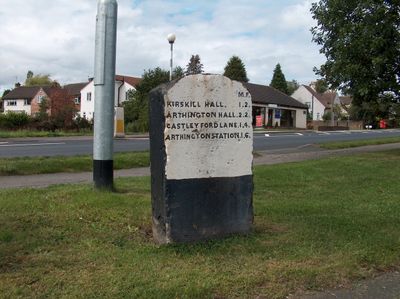 M.F.
KIRSKILL HALL. 1.2.
ARTHINGTON HALL. 2.2
CASTLEY FORD LANE. 1.4.
ARTHINGTON STATION. 1.6.